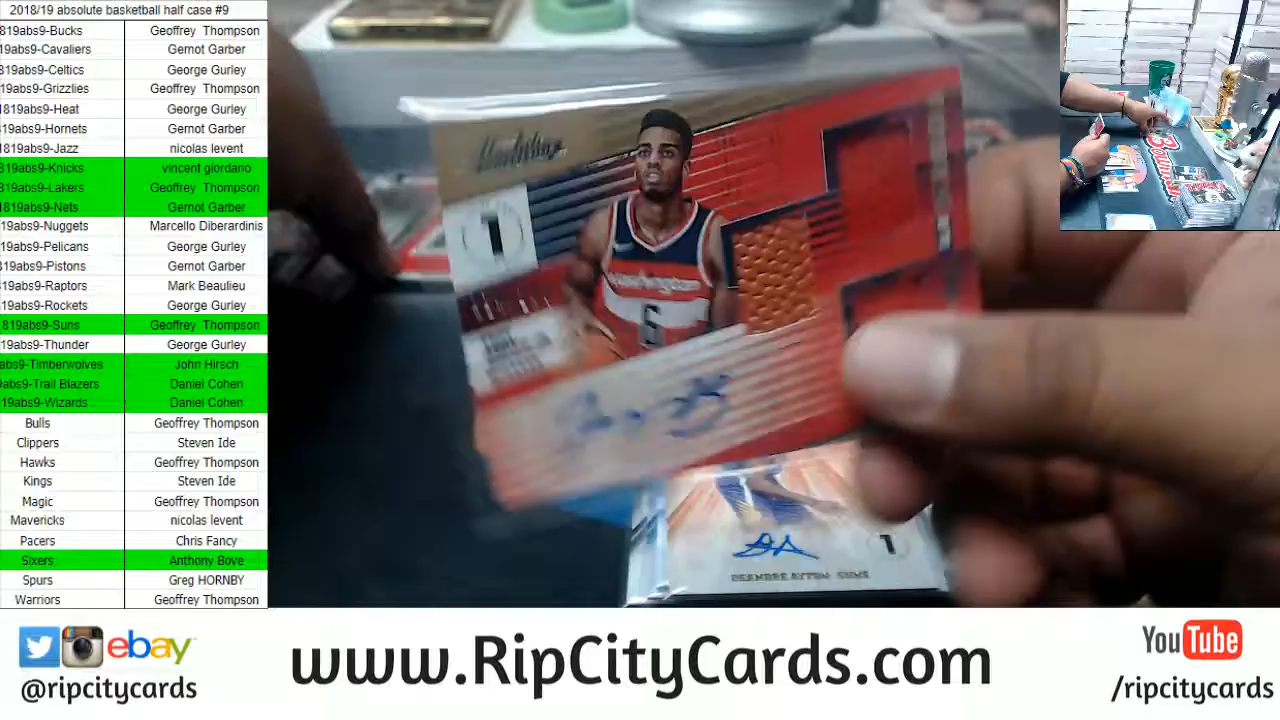 2018/19 absolute basketball half case #9
819abs9-Bucks Geoffrey Thompson
19abs9-Cavaliers Gernot Garber
819abs9-Celtics George Gurley
819abs9-Grizzlies Geoffrey Thompson
1819abs9-Heat George Gurley
819abs9-Hornets Gernot Garber
1819abs9-Jazz nicolas levent
819abs9-Knicks vincent giordano
819abs9-Lakers Geoffrey Thompson
1819abs9-Nets Gernot Garber
19abs9-Nuggets Marcello Diberardinis
819abs9-Pelicans George Gurley
819abs9-Pistons Gernot Garber
819abs9-Raptors Mark Beaulieu
819abs9-Rockets George Gurley
819abs9-Suns Geoffrey Thompson
19abs9-Thunder George Gurley
abs9-Timberwolves John Hirsch
9abs9-Trail Blazers Daniel Cohen
19abs9-Wizards Daniel Cohen
Bulls Geoffrey Thompson
Clippers Steven Ide
Hawks Geoffrey Thompson
Kings Steven Ide
Magic Geoffrey Thompson
Mavericks nicolas levent
Pacers Chris Fancy
Sixers Anthony Bove
Spurs Greg HORNBY
Warriors Geoffrey Thompson
1
Washington
6
1
DEANDRE AYTON SUNS
ebay
@ripcitycards
www.RipCityCards.com
YouTube
/ripcitycards